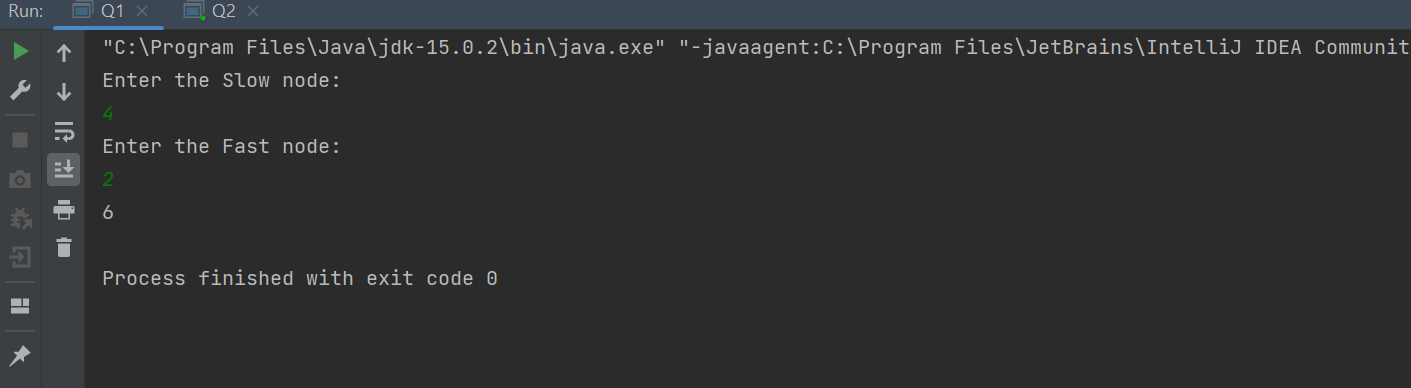 Run: Q1 Q2
"C:\Program Files\Java\jdk-15.0.2\bin\java.exe" "-javaagent:C:\Program Files\JetBrains\IntelliJ IDEA Communit
Enter the Slow node:
4
Enter the Fast node:
2
6
Process finished with exit code 0